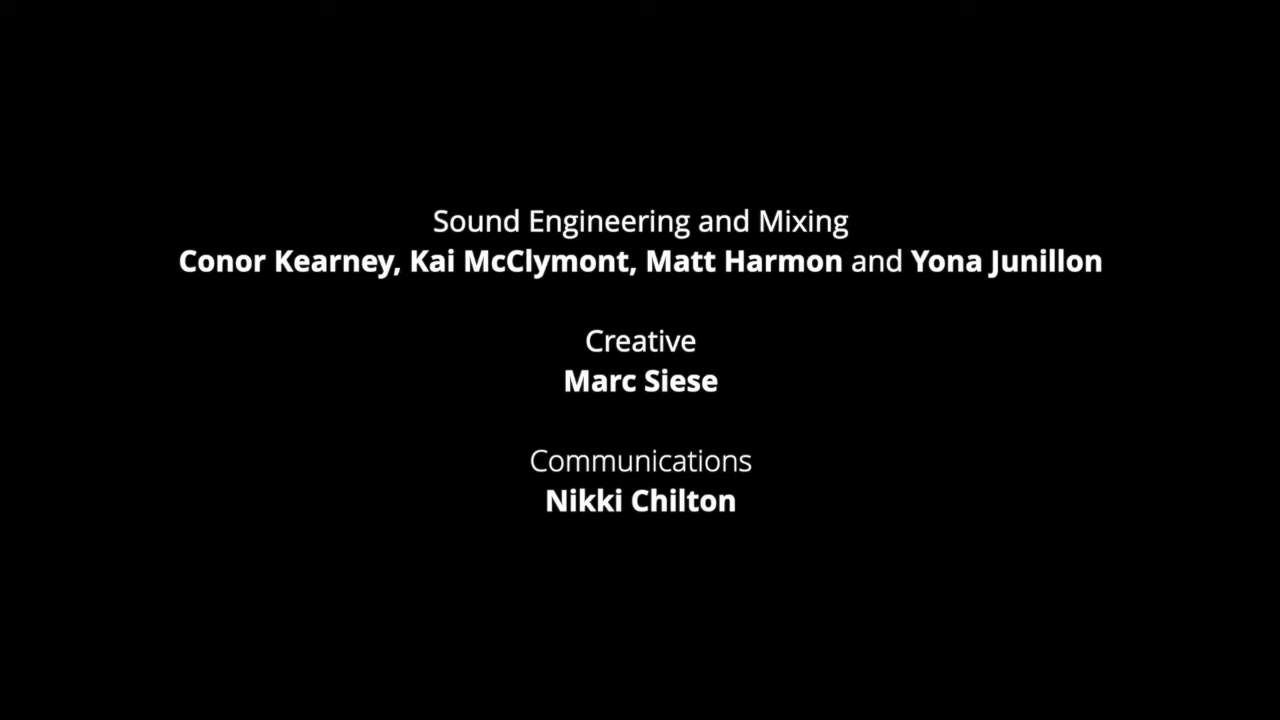 Sound Engineering and Mixing
Conor Kearney, Kai McClymont, Matt Harmon and Yona Junillon
Creative
Marc Siese
Communications
Nikki Chilton